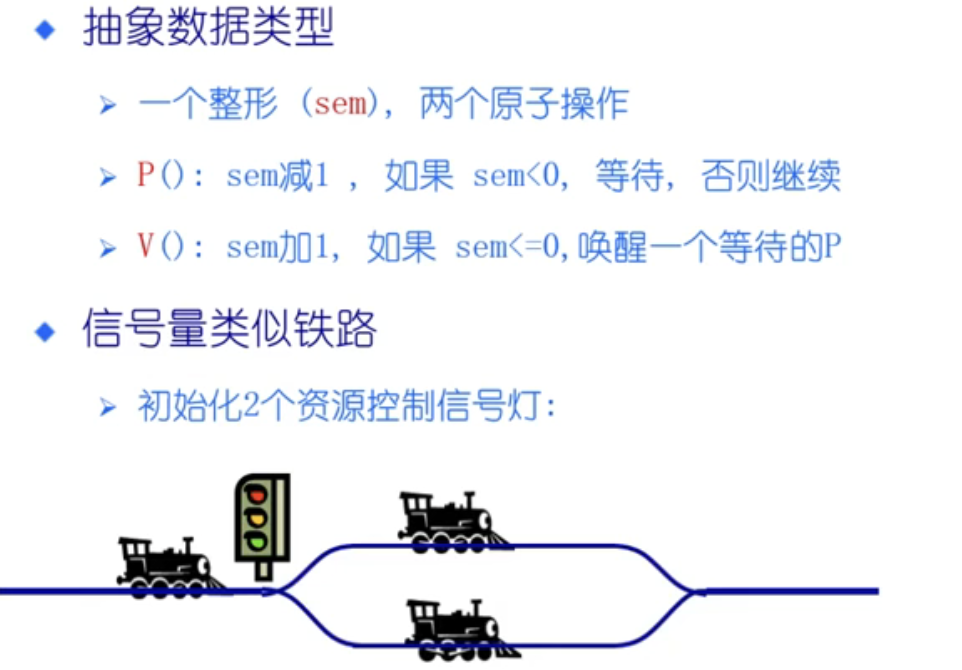 抽象数据类型
一个整形 (sem), 两个原子操作
P(): sem减1 , 如果 sem<0, 等待, 否则继续
V(): sem加1, 如果 sem<=0,唤醒一个等待的P
信号量类似铁路
初始化2个资源控制信号灯: